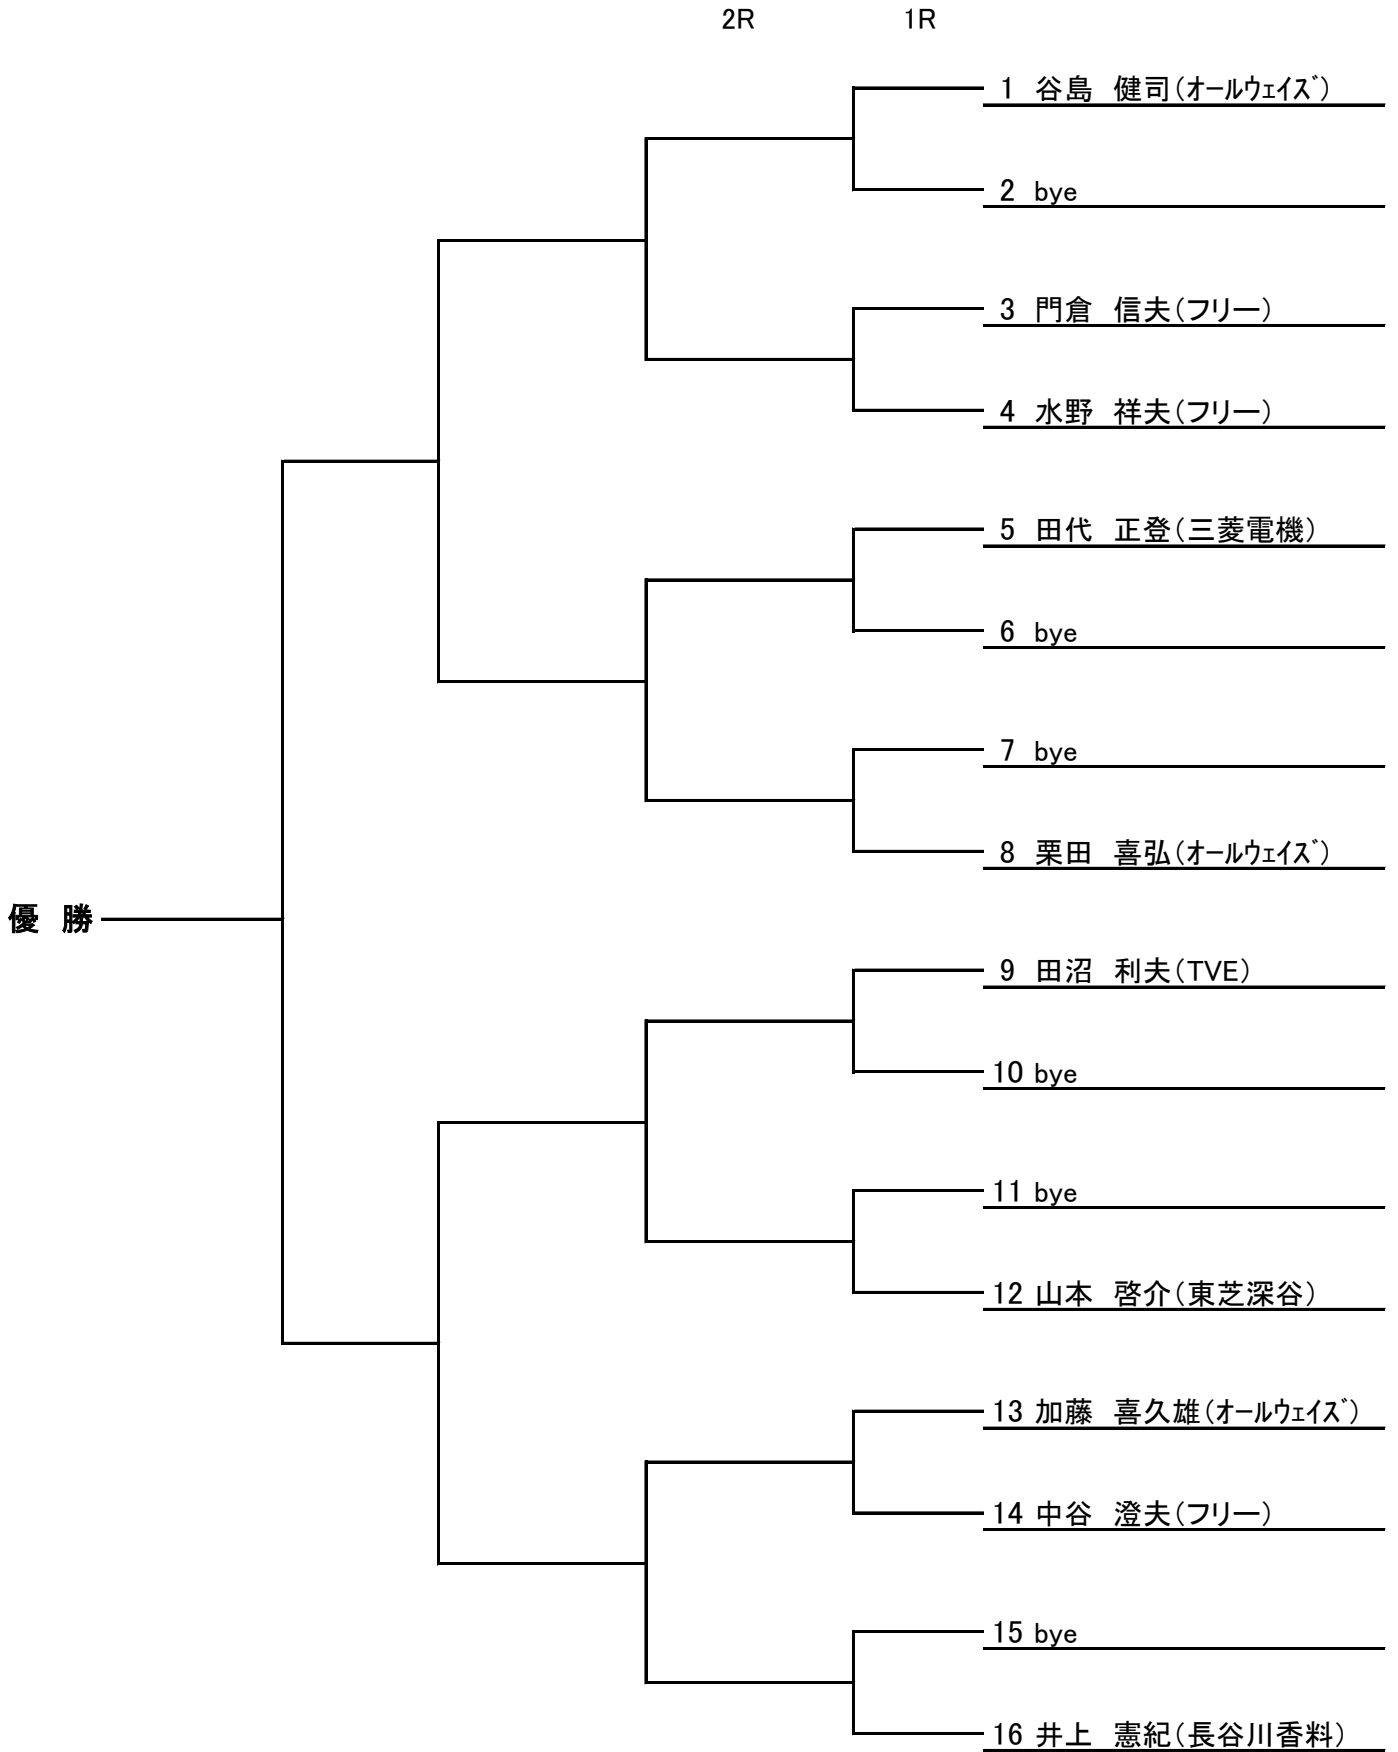 2R 1R
1 谷島 健司(ｵｰﾙｳｪｲｽﾞ)
2 bye
3 門倉 信夫(フリー)
4 水野 祥夫(フリー)
5 田代 正登(三菱電機)
6 bye
7 bye
8 栗田 喜弘(ｵｰﾙｳｪｲｽﾞ)
優 勝
9 田沼 利夫(TVE)
10 bye
11 bye
12 山本 啓介(東芝深谷)
13 加藤 喜久雄(ｵｰﾙｳｪｲｽﾞ)
14 中谷 澄夫(フリー)
15 bye
16 井上 憲紀(長谷川香料)